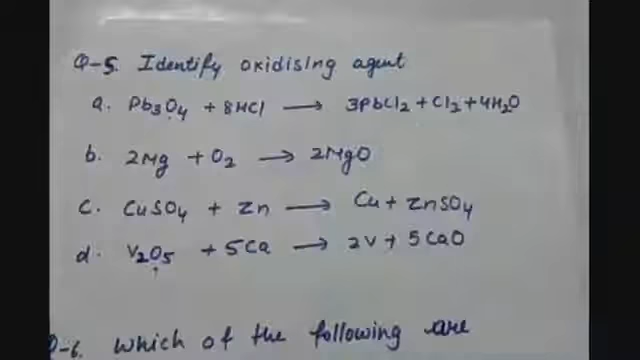 Q-5. Identify oxidising agent
a. Pb3O4 + 8HCl → 3PbCl2 + Cl2 + 4H2O
b. 2Mg + O2 → 2MgO
c. CuSO4 + Zn → Cu + ZnSO4
d. V2O5 + 5Ca → 2V + 5CaO
Q-6. Which of the following are